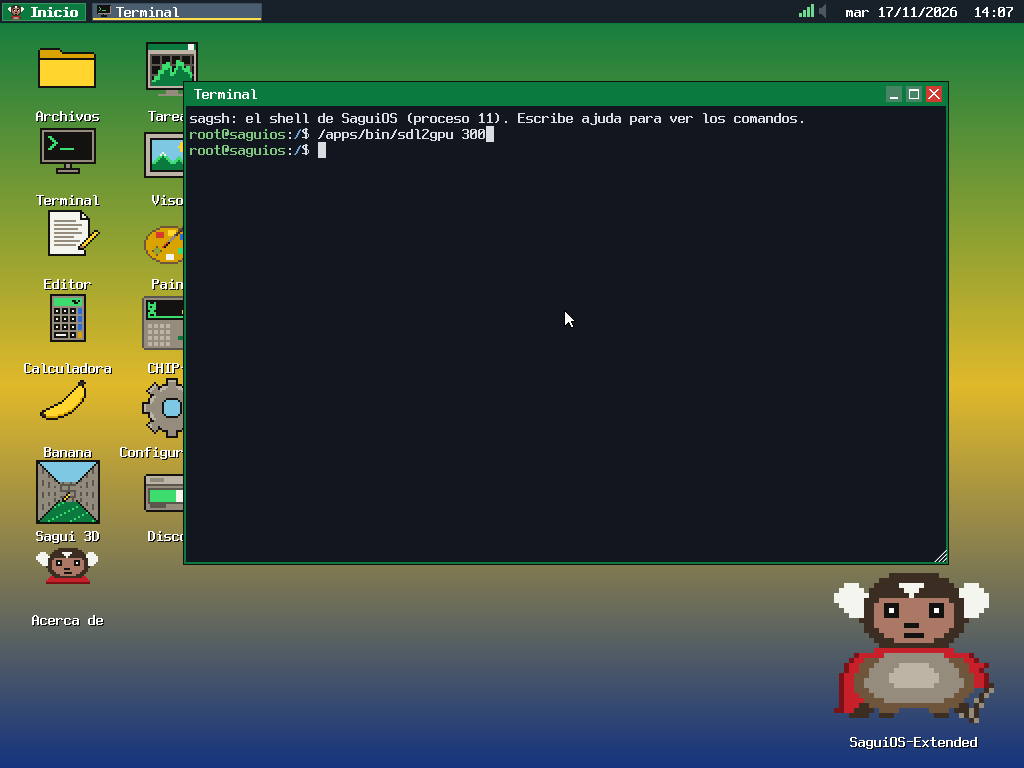 Inicio
Terminal
mar 17/11/2026 14:07
Archivos
Terminal
Editor
Calculadora
Banana
Sagui 3D
Acerca de
Terminal
sagsh: el shell de SaguiOS (proceso 11). Escribe ajuda para ver los comandos.
root@saguios:/$ /apps/bin/sdl2gpu 300
root@saguios:/$
SaguiOS-Extended